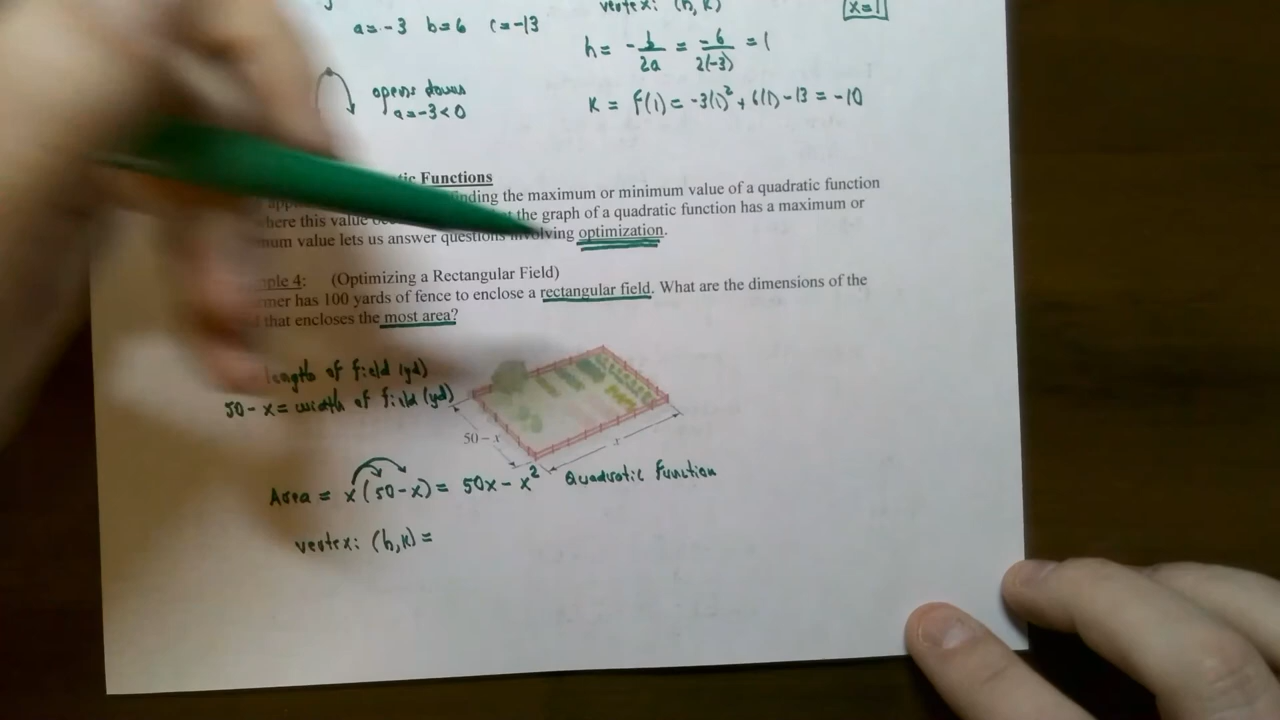 vertex: (h, k)
x=1
a=-3 b=6 c=-13
h = -b/2a = -6/2(-3) = 1
opens down
a=-3<0
K = f(1) = -3(1)² + 6(1) - 13 = -10
Functions
finding the maximum or minimum value of a quadratic function
where this value the graph of a quadratic function has a maximum or
value lets us answer questions involving optimization.
4: (Optimizing a Rectangular Field)
has 100 yards of fence to enclose a rectangular field. What are the dimensions of the
that encloses the most area?
length of field (yd)
50-x = width of field (yd)
50 – x
x
Area = x(50-x) = 50x - x² Quadratic Function
vertex: (h,k) =